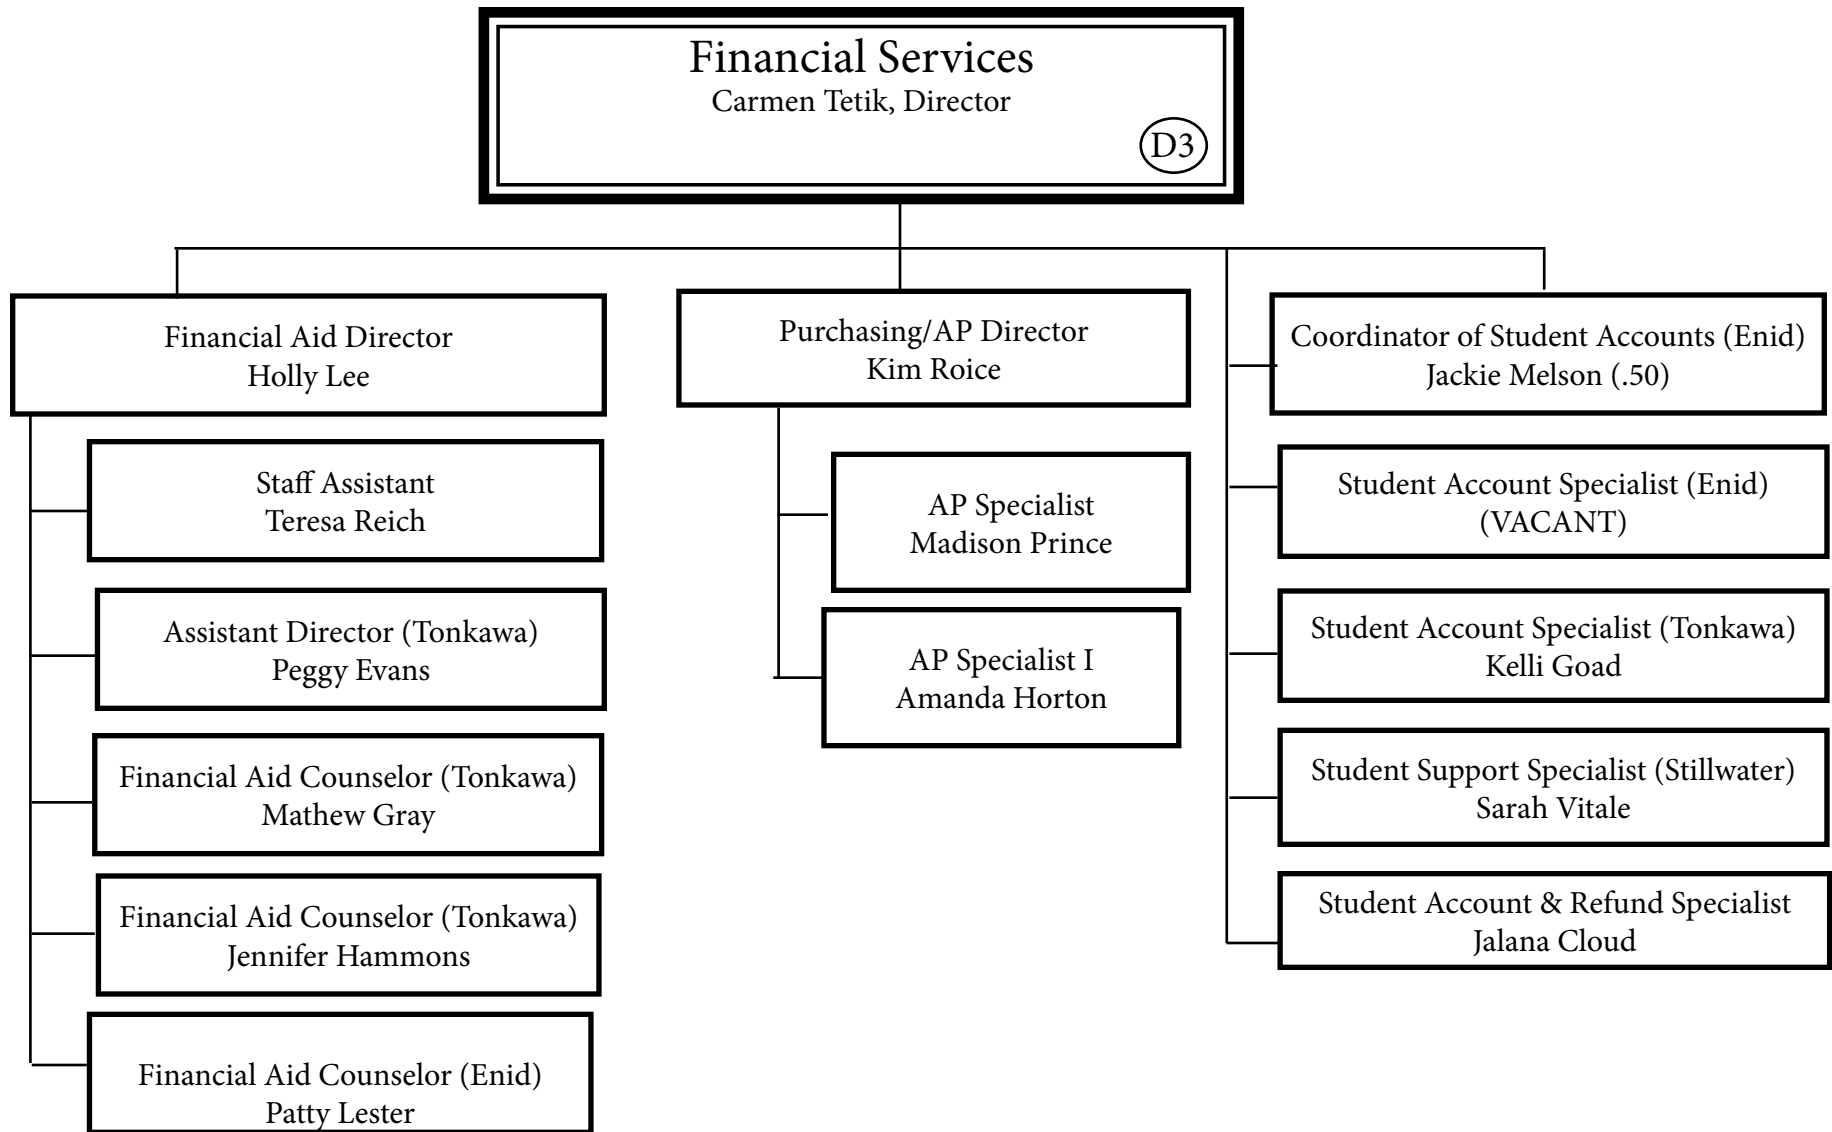 Financial Services
Carmen Tetik, Director
D3
Financial Aid Director
Holly Lee
Staff Assistant
Teresa Reich
Assistant Director (Tonkawa)
Peggy Evans
Financial Aid Counselor (Tonkawa)
Mathew Gray
Financial Aid Counselor (Tonkawa)
Jennifer Hammons
Financial Aid Counselor (Enid)
Patty Lester
Purchasing/AP Director
Kim Roice
AP Specialist
Madison Prince
AP Specialist I
Amanda Horton
Coordinator of Student Accounts (Enid)
Jackie Melson (.50)
Student Account Specialist (Enid)
(VACANT)
Student Account Specialist (Tonkawa)
Kelli Goad
Student Support Specialist (Stillwater)
Sarah Vitale
Student Account & Refund Specialist
Jalana Cloud